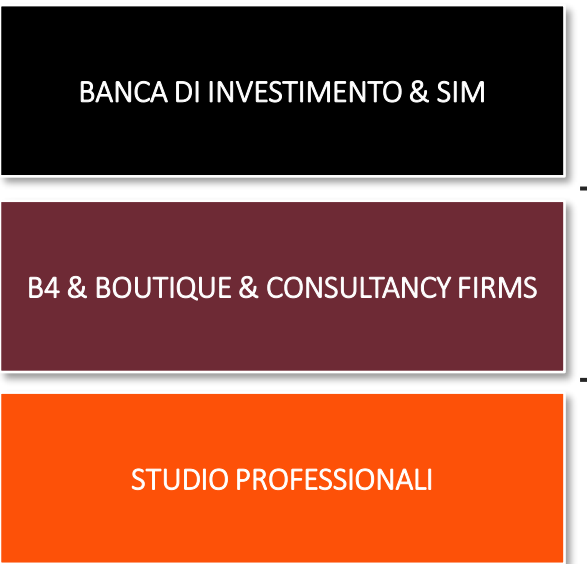 BANCA DI INVESTIMENTO & SIM
B4 & BOUTIQUE & CONSULTANCY FIRMS
STUDIO PROFESSIONALI